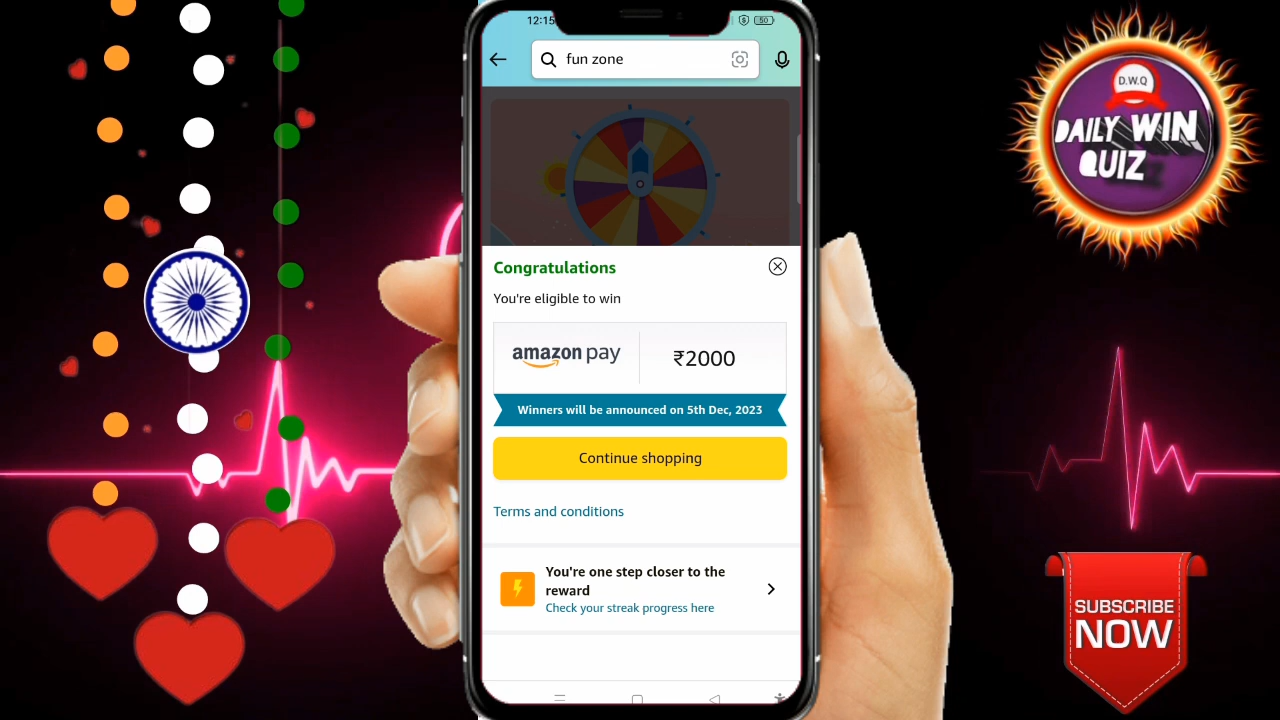 12:15
50
fun zone
Congratulations
You're eligible to win
amazon pay
₹2000
Winners will be announced on 5th Dec, 2023
Continue shopping
Terms and conditions
You're one step closer to the
reward
Check your streak progress here
D.W.Q
DAILY WIN
QUIZ
SUBSCRIBE
NOW